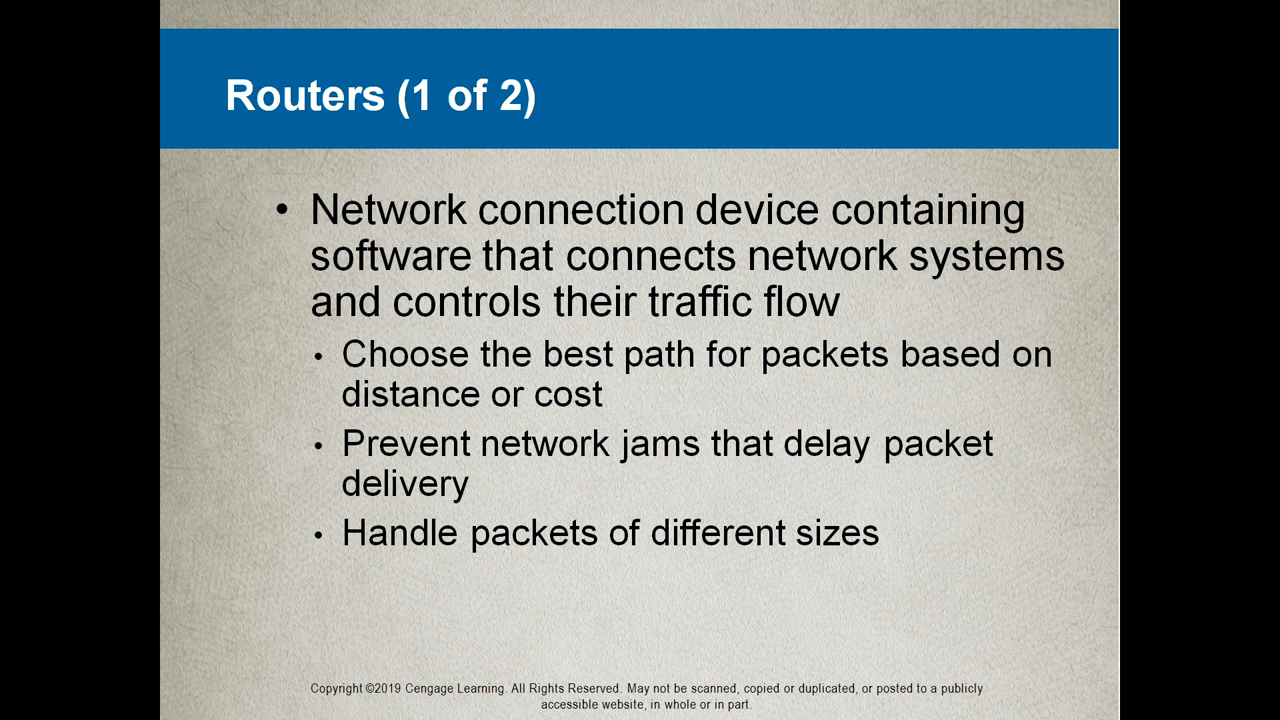 Routers (1 of 2)
• Network connection device containing
software that connects network systems
and controls their traffic flow
• Choose the best path for packets based on
distance or cost
• Prevent network jams that delay packet
delivery
• Handle packets of different sizes
Copyright ©2019 Cengage Learning. All Rights Reserved. May not be scanned, copied or duplicated, or posted to a publicly
accessible website, in whole or in part.